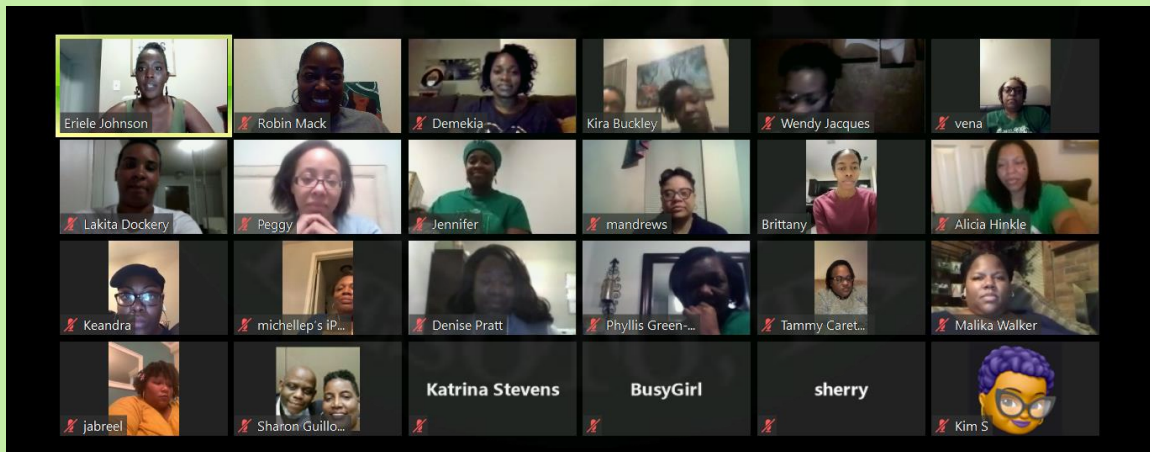 Eriele Johnson
Robin Mack
Demekia
Kira Buckley
Wendy Jacques
vena
Lakita Dockery
Peggy
Jennifer
mandrews
Brittany
Alicia Hinkle
Keandra
michellep's iP...
Denise Pratt
Phyllis Green-...
Tammy Caret...
Malika Walker
jabreel
Sharon Guillo...
Katrina Stevens
BusyGirl
sherry
Kim S